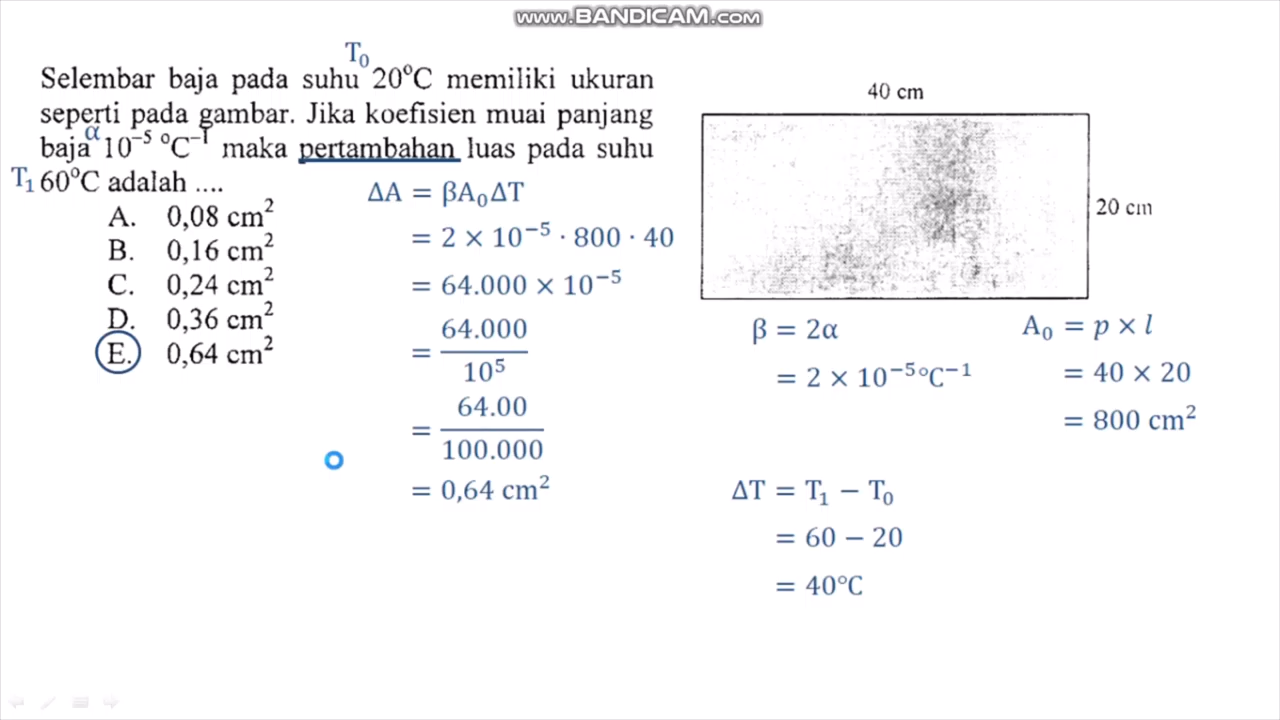 www.BANDICAM.com
T₀
Selembar baja pada suhu 20°C memiliki ukuran
seperti pada gambar. Jika koefisien muai panjang
α
baja 10⁻⁵ °C⁻¹ maka pertambahan luas pada suhu
T₁ 60°C adalah ....
A. 0,08 cm²
B. 0,16 cm²
C. 0,24 cm²
D. 0,36 cm²
E. 0,64 cm²
ΔA = βA₀ΔT
= 2 × 10⁻⁵ · 800 · 40
= 64.000 × 10⁻⁵
= 64.000 / 10⁵
= 64.00 / 100.000
= 0,64 cm²
40 cm
20 cm
β = 2α
= 2 × 10⁻⁵°C⁻¹
A₀ = p × l
= 40 × 20
= 800 cm²
ΔT = T₁ − T₀
= 60 − 20
= 40°C